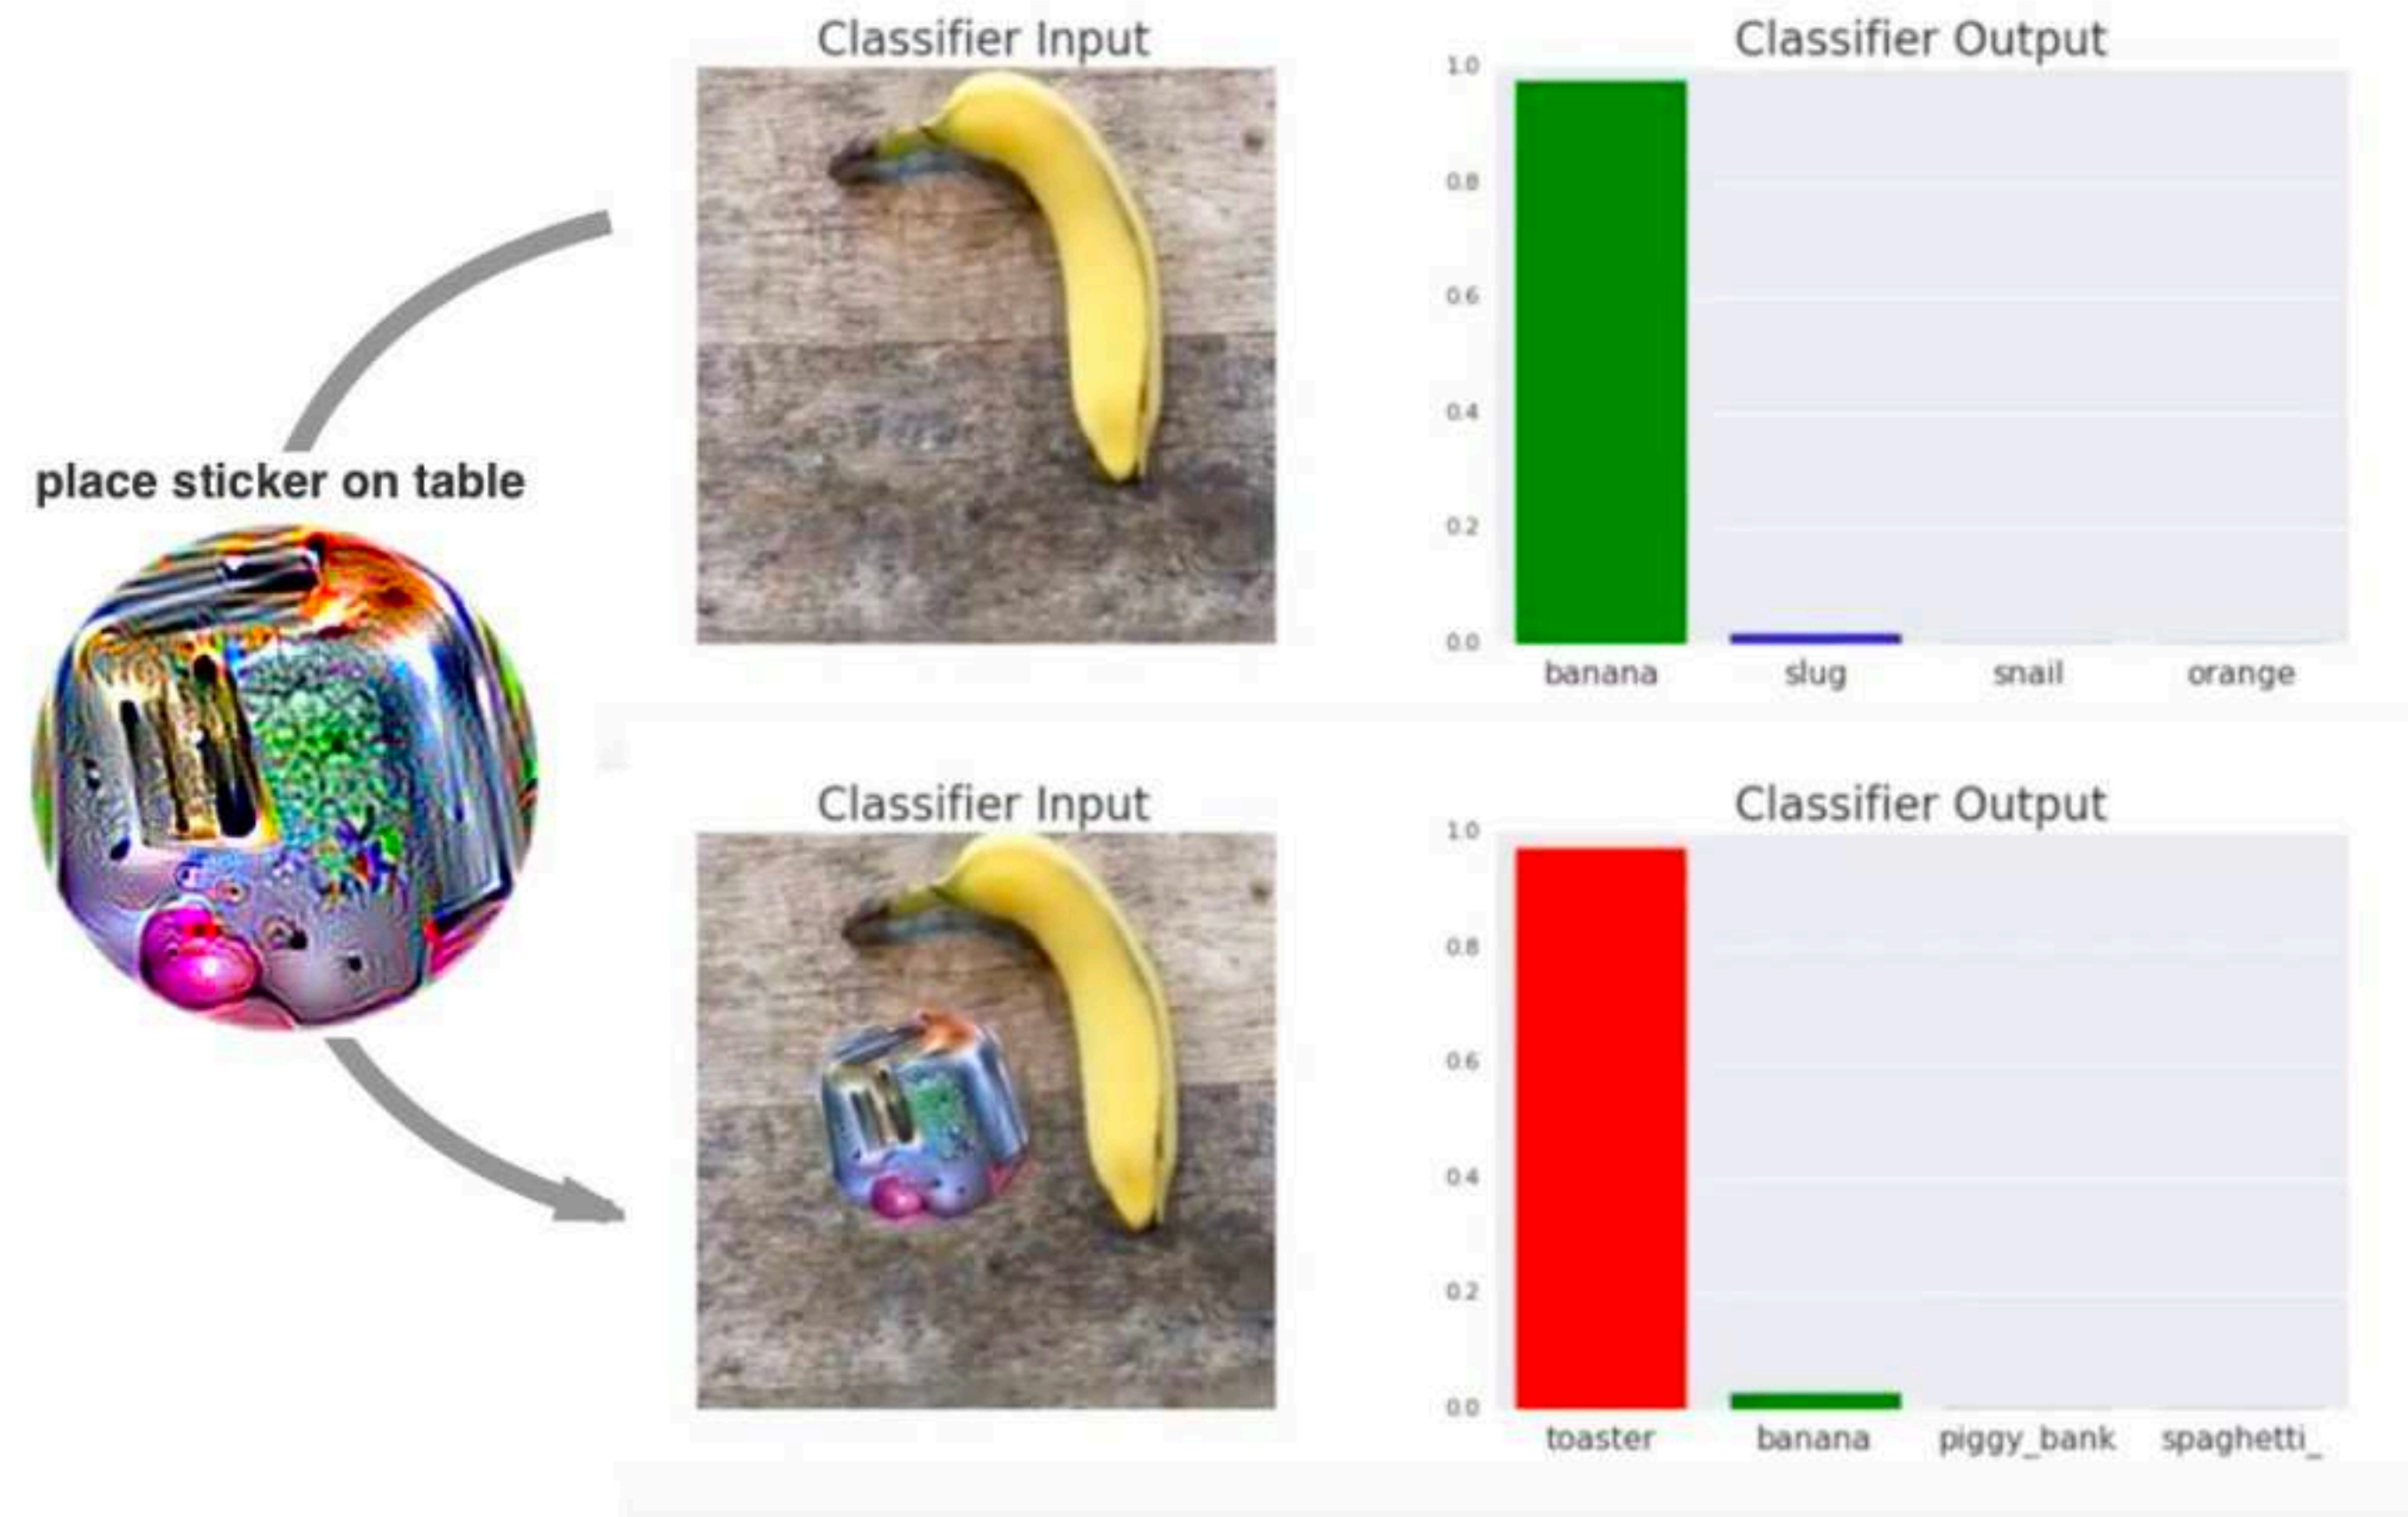 Classifier Input
Classifier Output
1.0
0.8
0.6
0.4
0.2
0.0
banana slug snail orange
place sticker on table
Classifier Input
Classifier Output
1.0
0.8
0.6
0.4
0.2
0.0
toaster banana piggy_bank spaghetti_